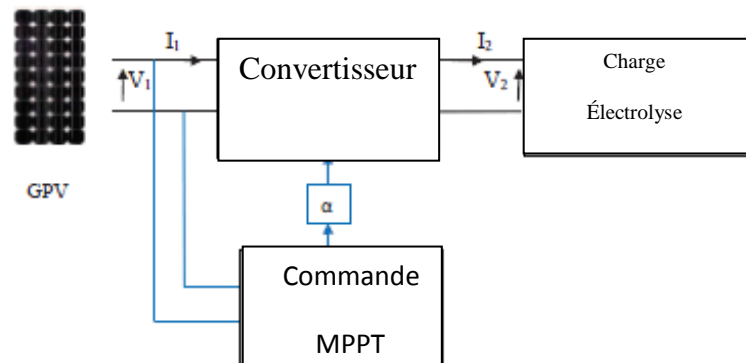 I₁
I₂
Convertisseur
Charge
V₁
V₂
Électrolyse
GPV
α
Commande
MPPT